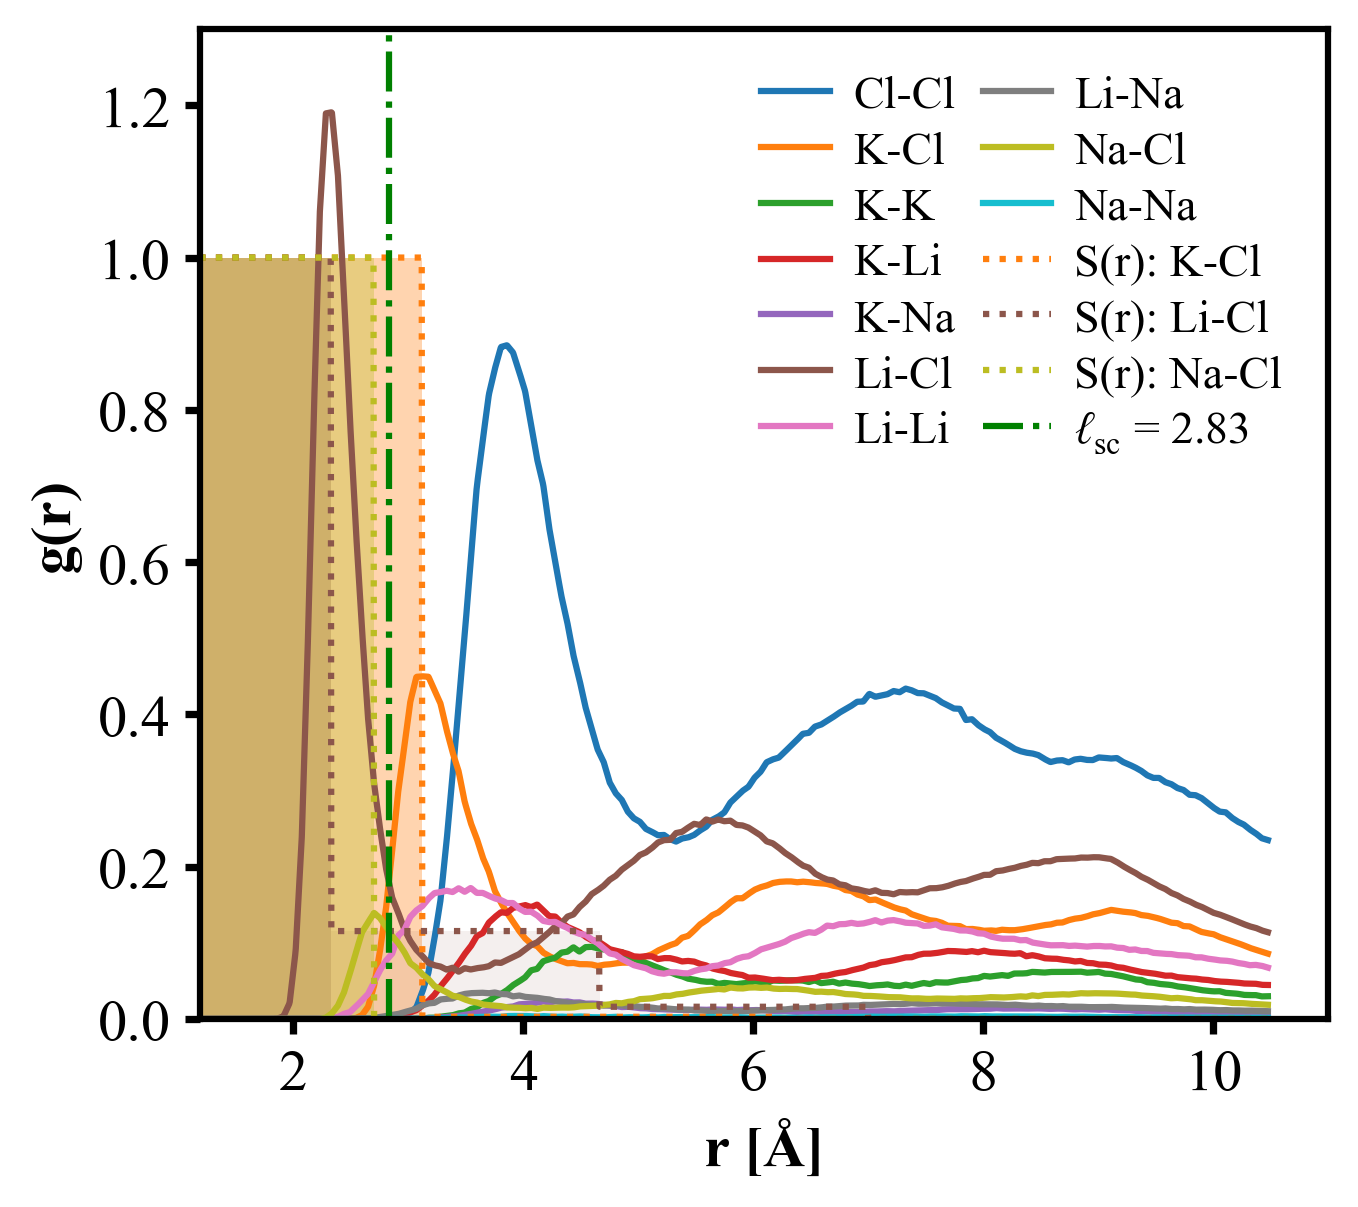 1.2
1.0
0.8
0.6
0.4
0.2
0.0
g(r)
2 4 6 8 10
r [Å]
Cl-Cl
K-Cl
K-K
K-Li
K-Na
Li-Cl
Li-Li
Li-Na
Na-Cl
Na-Na
S(r): K-Cl
S(r): Li-Cl
S(r): Na-Cl
ℓsc = 2.83